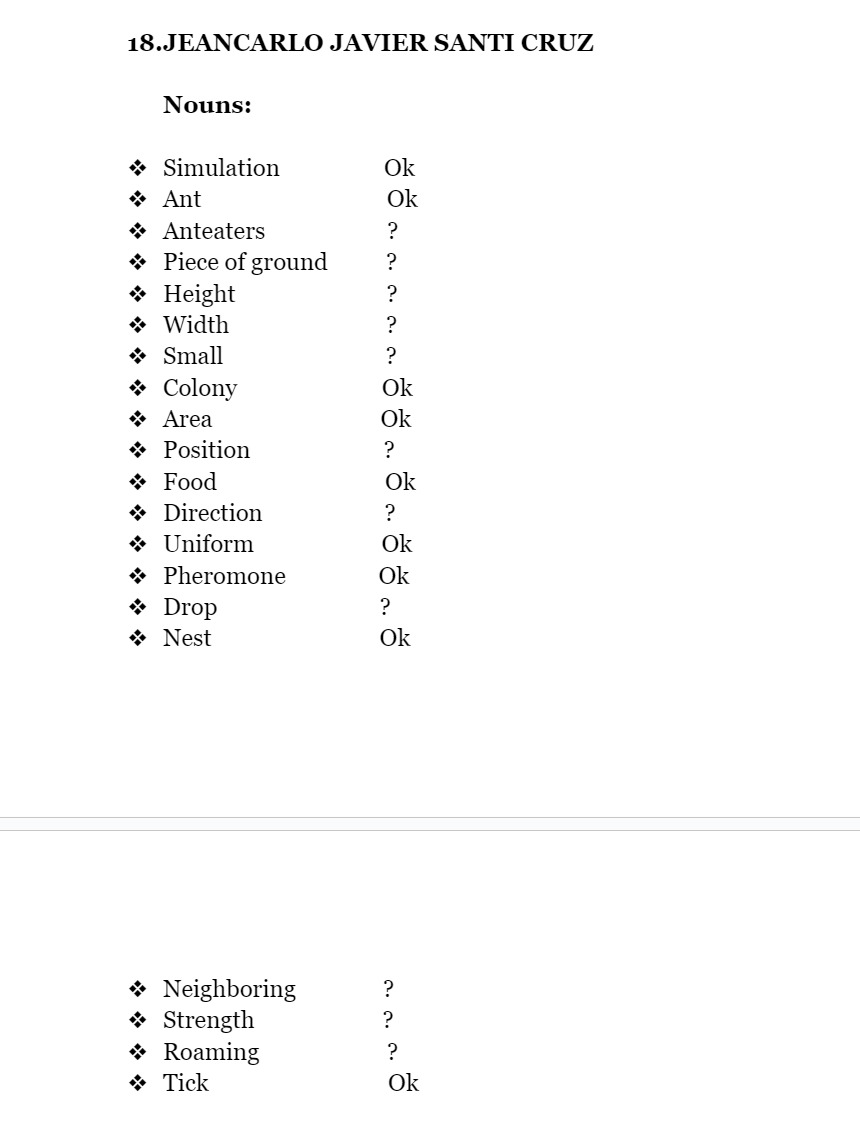 18.JEANCARLO JAVIER SANTI CRUZ
Nouns:
❖ Simulation Ok
❖ Ant Ok
❖ Anteaters ?
❖ Piece of ground ?
❖ Height ?
❖ Width ?
❖ Small ?
❖ Colony Ok
❖ Area Ok
❖ Position ?
❖ Food Ok
❖ Direction ?
❖ Uniform Ok
❖ Pheromone Ok
❖ Drop ?
❖ Nest Ok
❖ Neighboring ?
❖ Strength ?
❖ Roaming ?
❖ Tick Ok